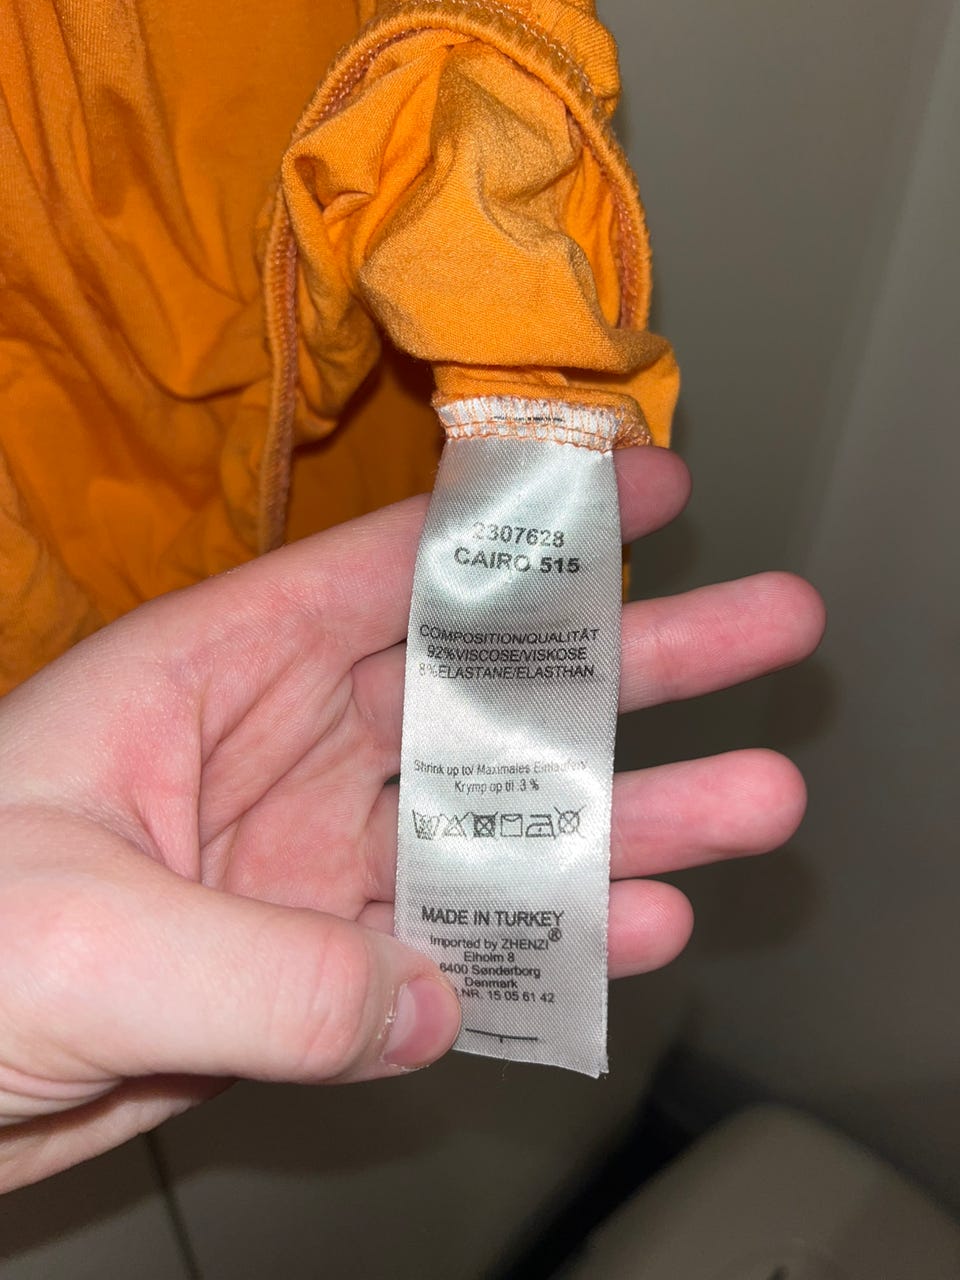 2307628
CAIRO 515
COMPOSITION/QUALITÄT
92%VISCOSE/VISKOSE
8%ELASTANE/ELASTHAN
Shrink up to/ Maximales Einlaufen/
Krymp op til 3 %
MADE IN TURKEY
Imported by ZHENZI®
Elholm 8
6400 Sønderborg
Denmark
.NR. 15 05 61 42